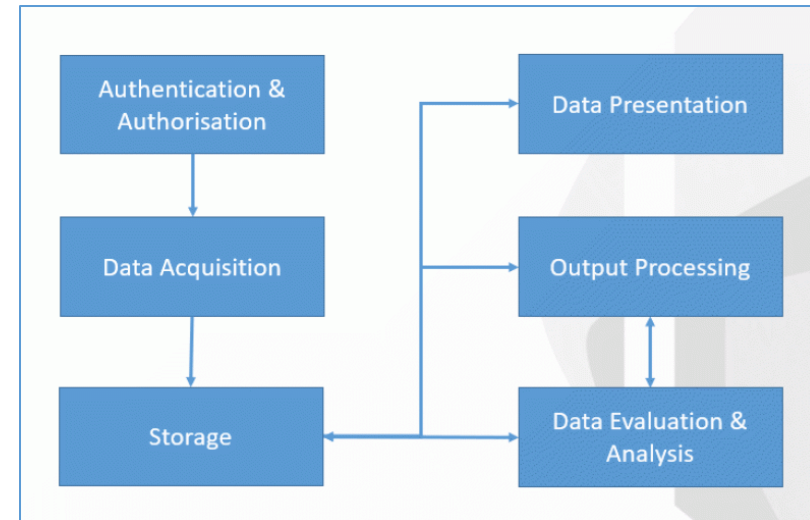 Authentication &
Authorisation
Data Acquisition
Storage
Data Presentation
Output Processing
Data Evaluation &
Analysis